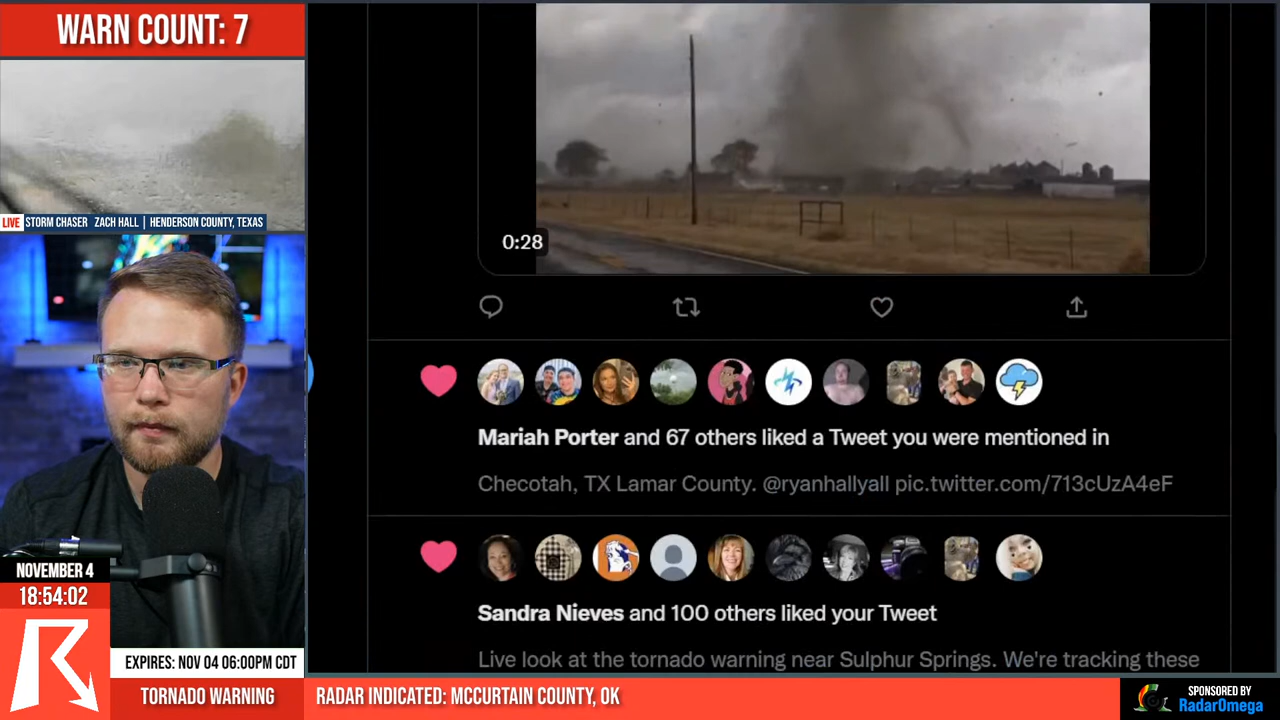 WARN COUNT: 7
LIVE STORM CHASER ZACH HALL | HENDERSON COUNTY, TEXAS
0:28
Mariah Porter and 67 others liked a Tweet you were mentioned in
Checotah, TX Lamar County. @ryanhallyall pic.twitter.com/713cUzA4eF
Sandra Nieves and 100 others liked your Tweet
Live look at the tornado warning near Sulphur Springs. We're tracking these
NOVEMBER 4
18:54:02
EXPIRES: NOV 04 06:00PM CDT
TORNADO WARNING
RADAR INDICATED: MCCURTAIN COUNTY, OK
SPONSORED BY
RadarOmega